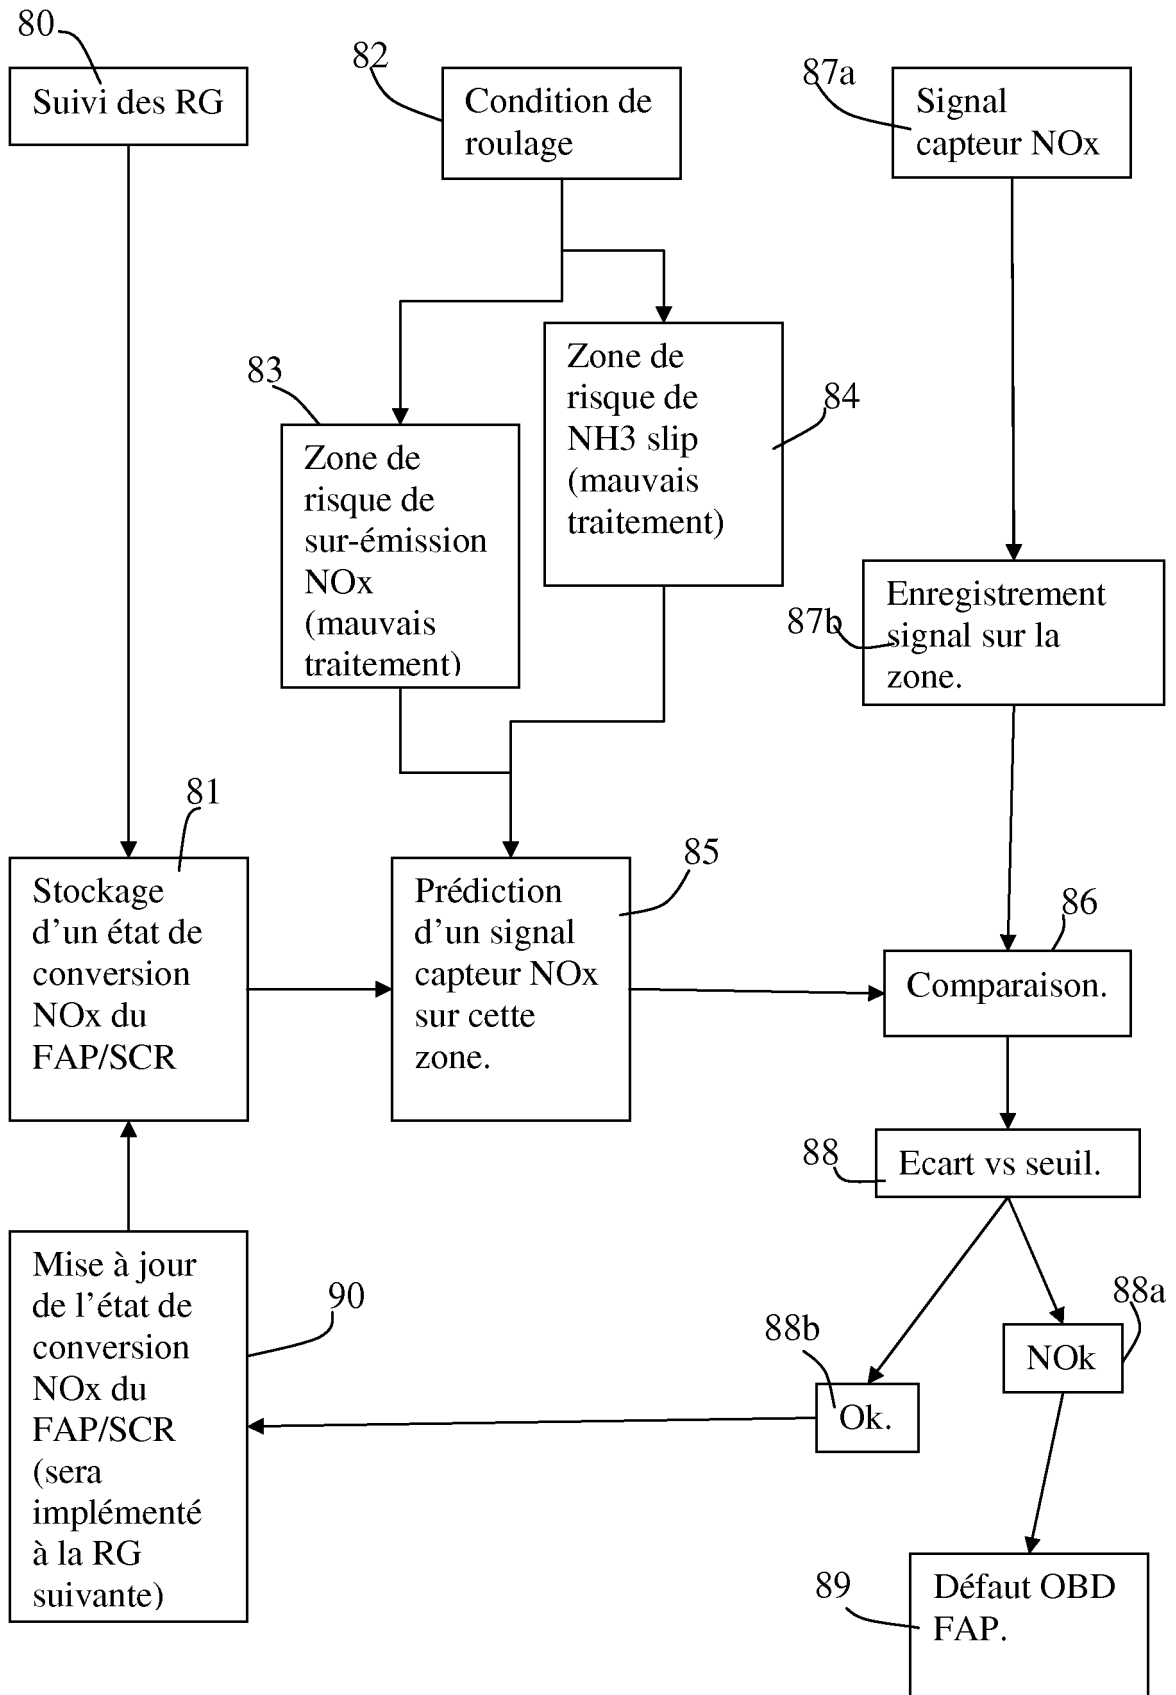 80
Suivi des RG
82
Condition de
roulage
87a
Signal
capteur NOx
83
Zone de
risque de
sur-émission
NOx
(mauvais
traitement)
Zone de
risque de
NH3 slip
(mauvais
traitement)
84
87b
Enregistrement
signal sur la
zone.
81
Stockage
d'un état de
conversion
NOx du
FAP/SCR
85
Prédiction
d'un signal
capteur NOx
sur cette
zone.
86
Comparaison.
88
Ecart vs seuil.
88a
NOk
88b
Ok.
90
Mise à jour
de l'état de
conversion
NOx du
FAP/SCR
(sera
implémenté
à la RG
suivante)
89
Défaut OBD
FAP.